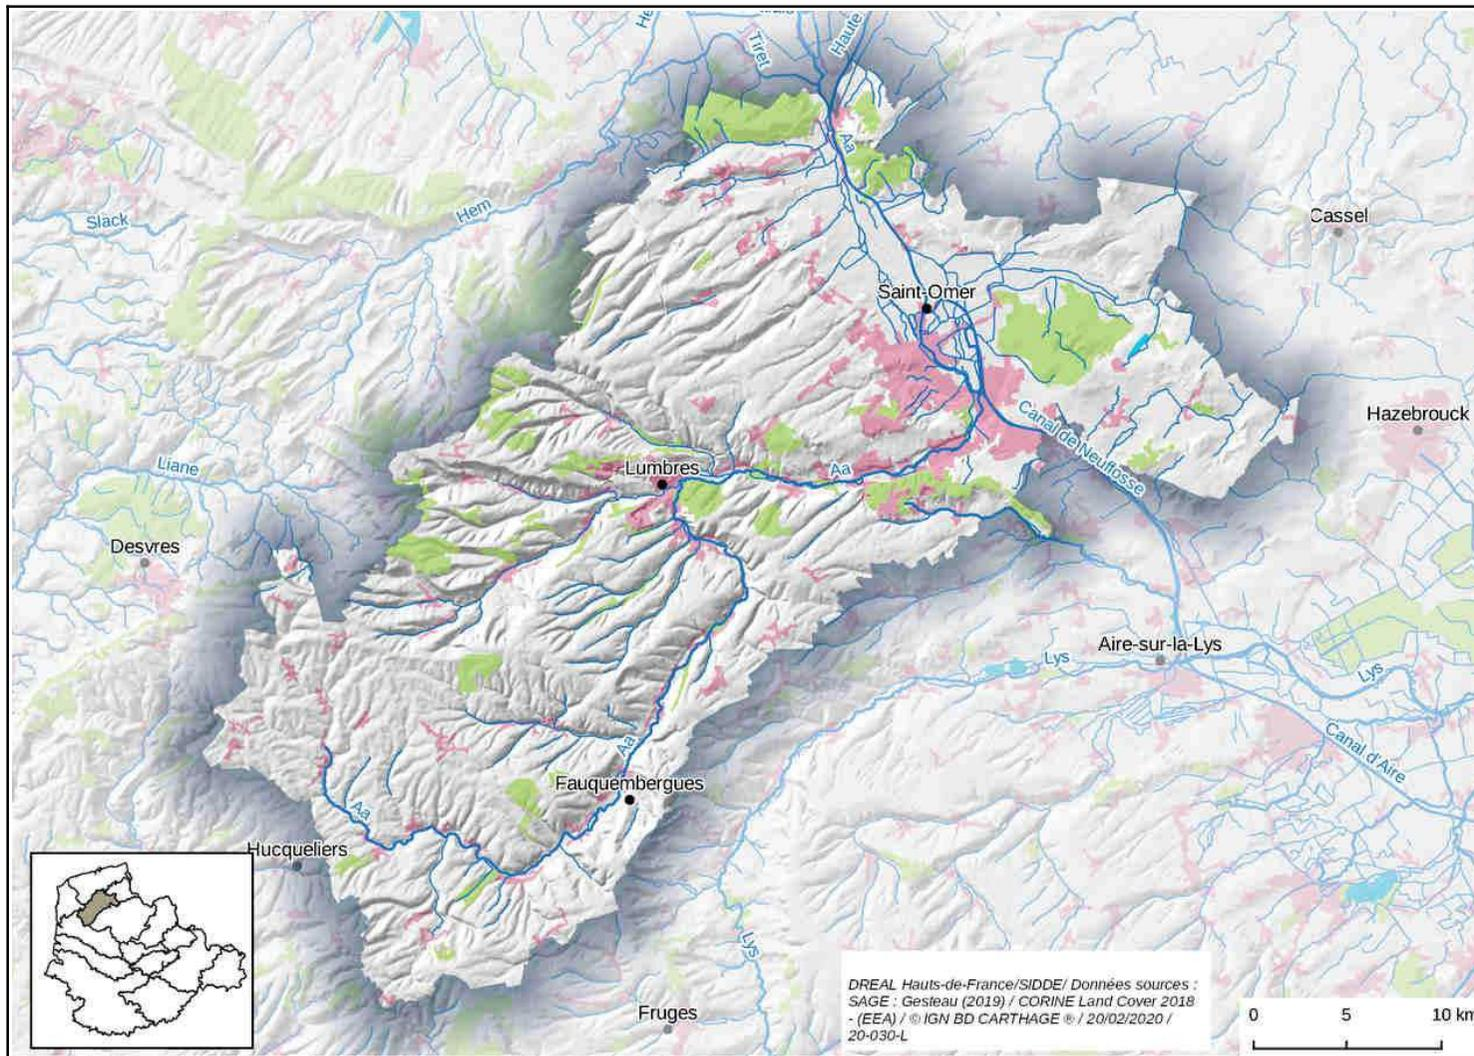 Tiret
Haute
Aa
Slack
Hem
Cassel
Saint-Omer
Hazebrouck
Canal de Neuffossé
Liane
Lumbres
Aa
Desvres
Aire-sur-la-Lys
Lys
Lys
Aa
Canal d'Aire
Fauquembergues
Aa
Hucqueliers
Lys
Fruges
DREAL Hauts-de-France/SIDDE/ Données sources :
SAGE : Gesteau (2019) / CORINE Land Cover 2018
- (EEA) / © IGN BD CARTHAGE ® / 20/02/2020 /
20-030-L
0 5 10 km